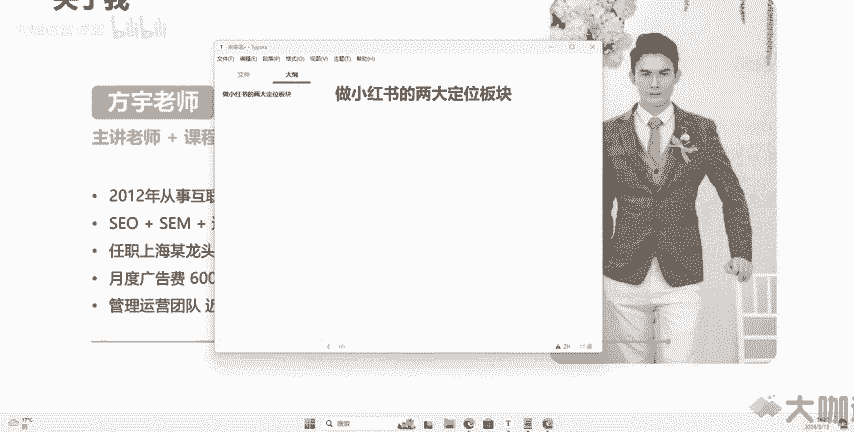 关于我
bilibili
未命名• - Typora
文件(F) 编辑(E) 段落(P) 格式(O) 视图(V) 主题(T) 帮助(H)
文件 大纲
做小红书的两大定位板块
做小红书的两大定位板块
方宇老师
主讲老师 + 课程
• 2012年从事互联
• SEO + SEM +
• 任职上海某龙头
• 月度广告费 600
• 管理运营团队 近
ZH
大咖
17°C
搜索